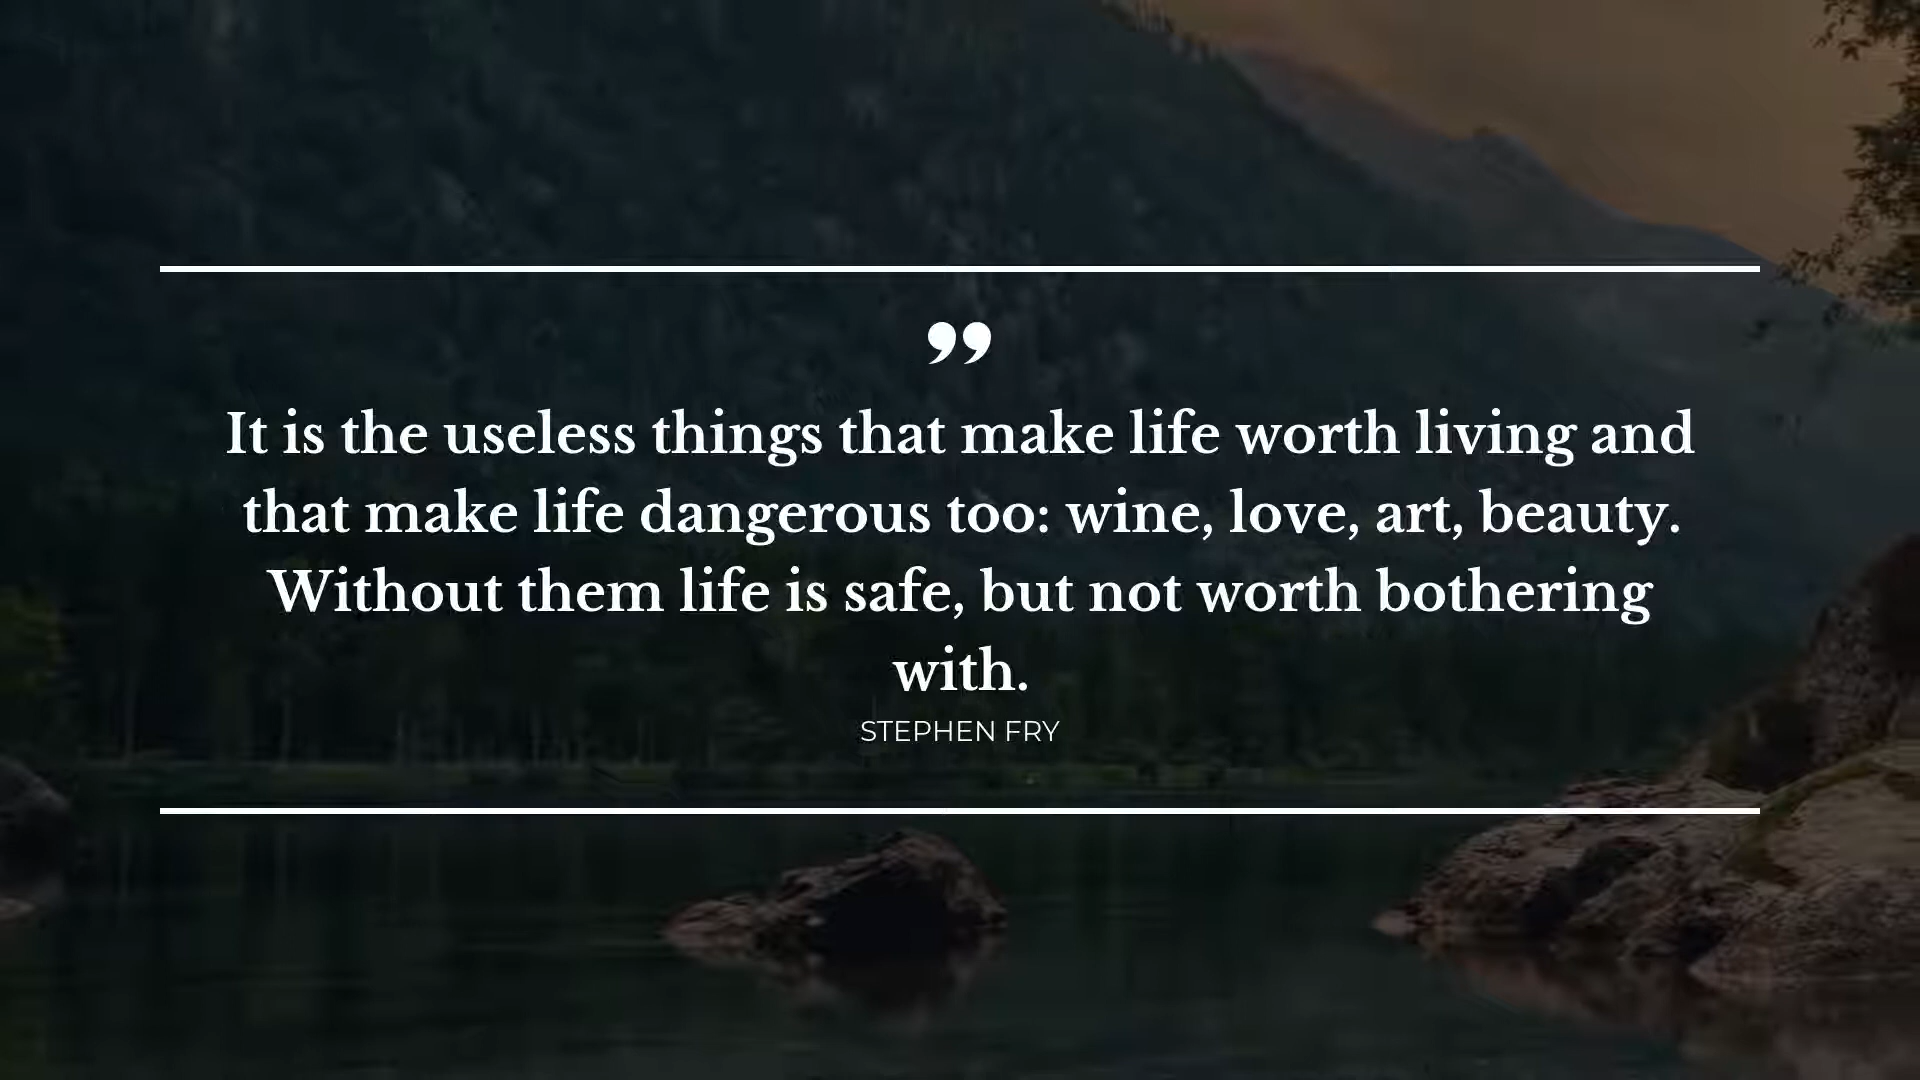 ”
It is the useless things that make life worth living and
that make life dangerous too: wine, love, art, beauty.
Without them life is safe, but not worth bothering
with.
STEPHEN FRY